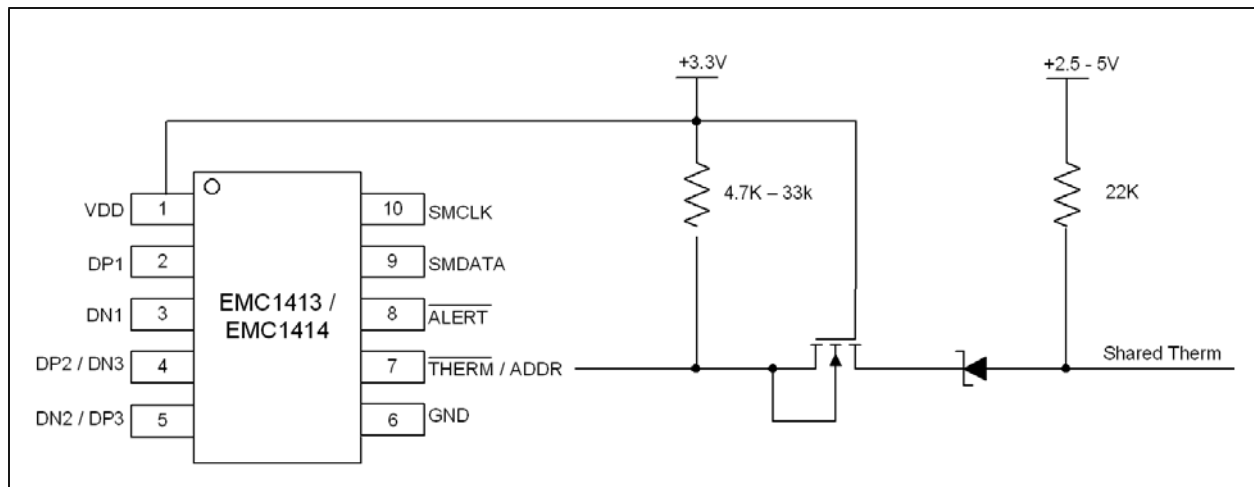 +3.3V
+2.5 - 5V
4.7K – 33k
22K
VDD 1
10 SMCLK
DP1 2
9 SMDATA
DN1 3
EMC1413 /
EMC1414
8 ALERT
DP2 / DN3 4
7 THERM / ADDR
Shared Therm
DN2 / DP3 5
6 GND